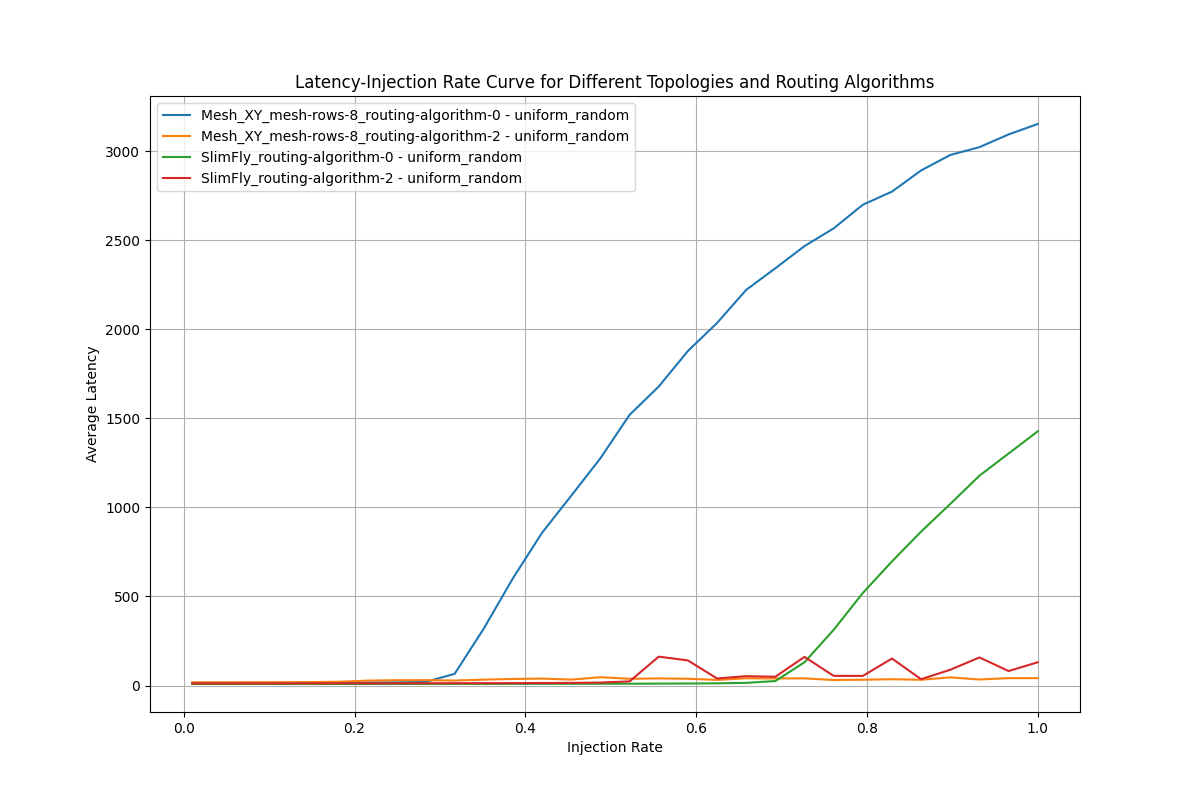 Latency-Injection Rate Curve for Different Topologies and Routing Algorithms
Mesh_XY_mesh-rows-8_routing-algorithm-0 - uniform_random
Mesh_XY_mesh-rows-8_routing-algorithm-2 - uniform_random
SlimFly_routing-algorithm-0 - uniform_random
SlimFly_routing-algorithm-2 - uniform_random
Average Latency
3000
2500
2000
1500
1000
500
0
0.0 0.2 0.4 0.6 0.8 1.0
Injection Rate